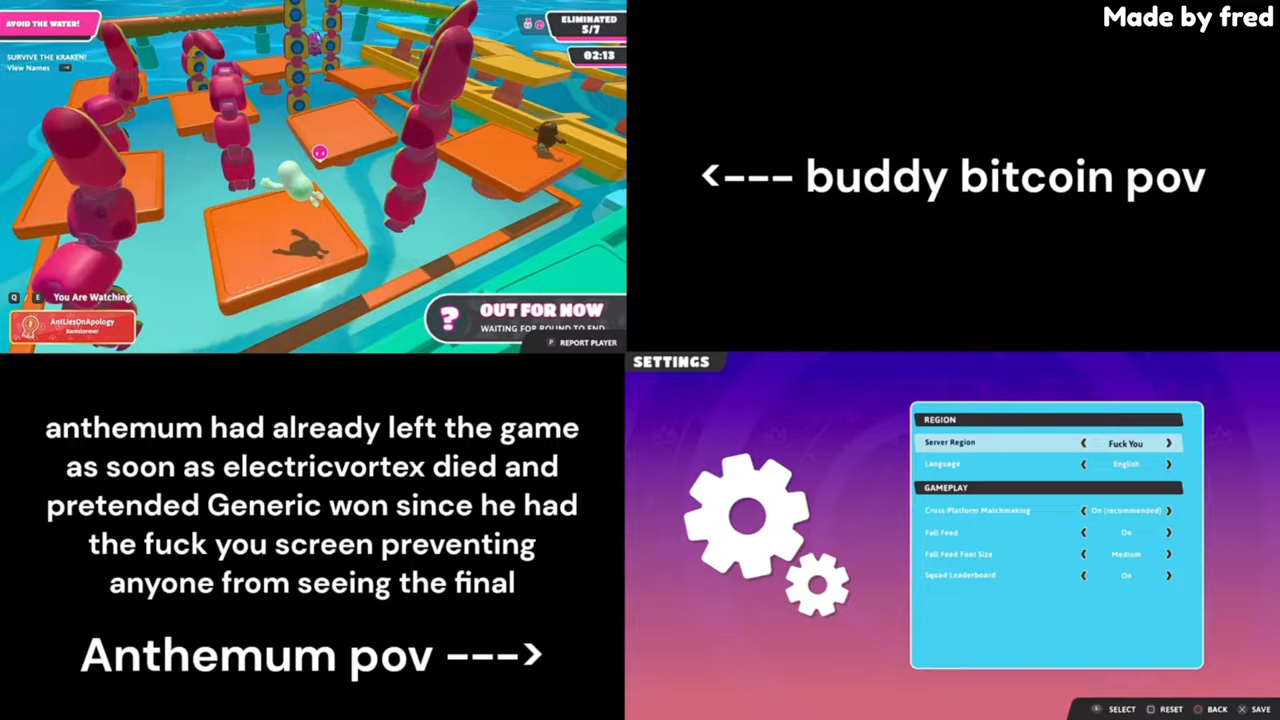 AVOID THE WATER!
SURVIVE THE KRAKEN!
View Names
ELIMINATED
5/7
02:13
Q / E You Are Watching
AntLiesOnApology
Barnstormer
OUT FOR NOW
WAITING FOR ROUND TO END
P REPORT PLAYER
Made by fred
<--- buddy bitcoin pov
anthemum had already left the game
as soon as electricvortex died and
pretended Generic won since he had
the fuck you screen preventing
anyone from seeing the final
Anthemum pov --->
SETTINGS
REGION
Server Region Fuck You
Language English
GAMEPLAY
Cross-Platform Matchmaking On (recommended)
Fall Feed On
Fall Feed Font Size Medium
Squad Leaderboard On
SELECT RESET BACK SAVE